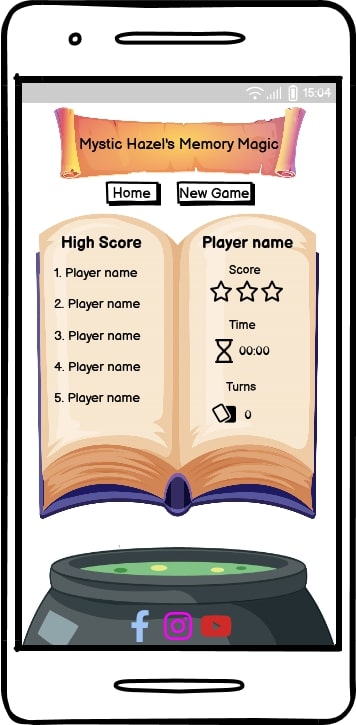 15:04
Mystic Hazel's Memory Magic
Home
New Game
High Score
1. Player name
2. Player name
3. Player name
4. Player name
5. Player name
Player name
Score
Time
00:00
Turns
0